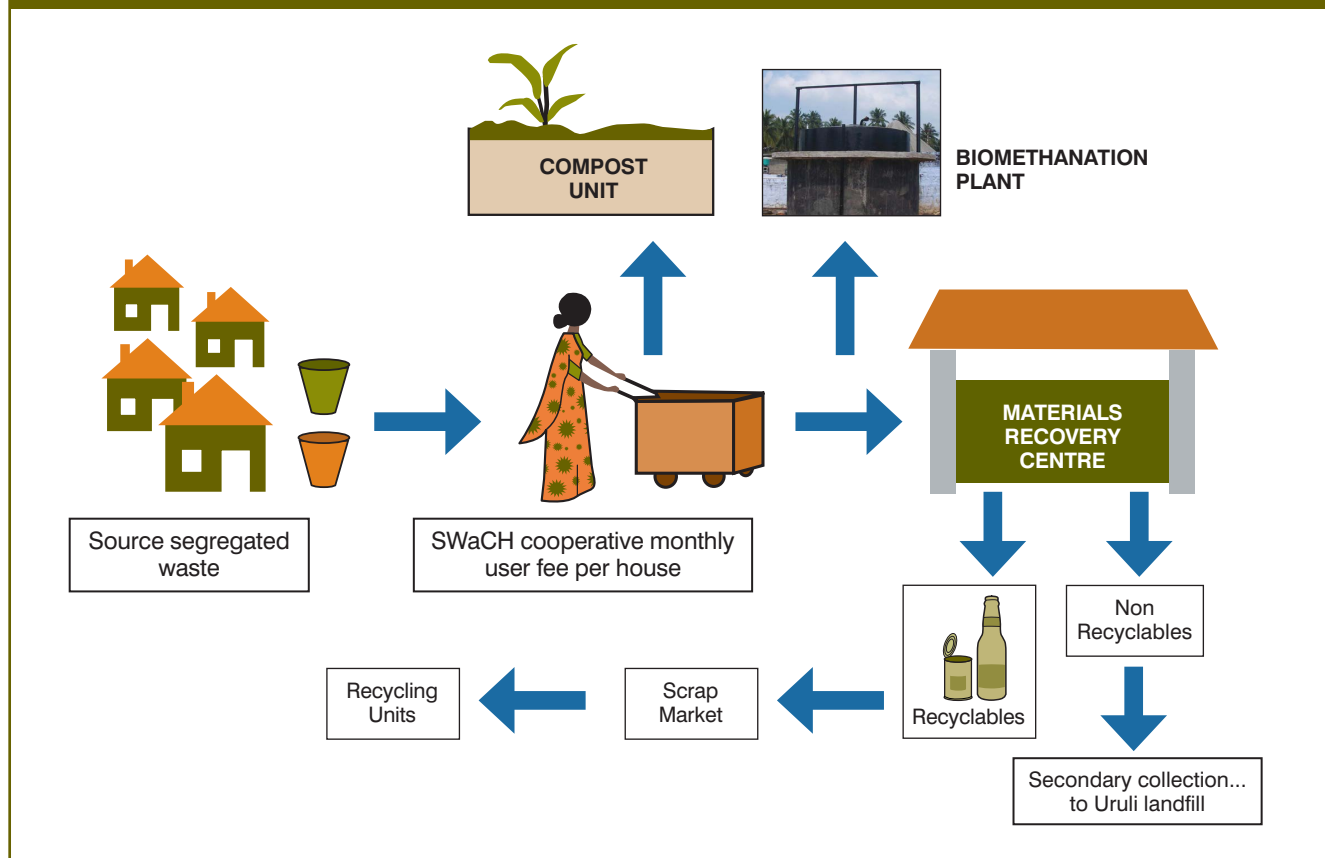 COMPOST
UNIT
BIOMETHANATION
PLANT
MATERIALS
RECOVERY
CENTRE
Source segregated
waste
SWaCH cooperative monthly
user fee per house
Non
Recyclables
Recyclables
Scrap
Market
Recycling
Units
Secondary collection...
to Uruli landfill